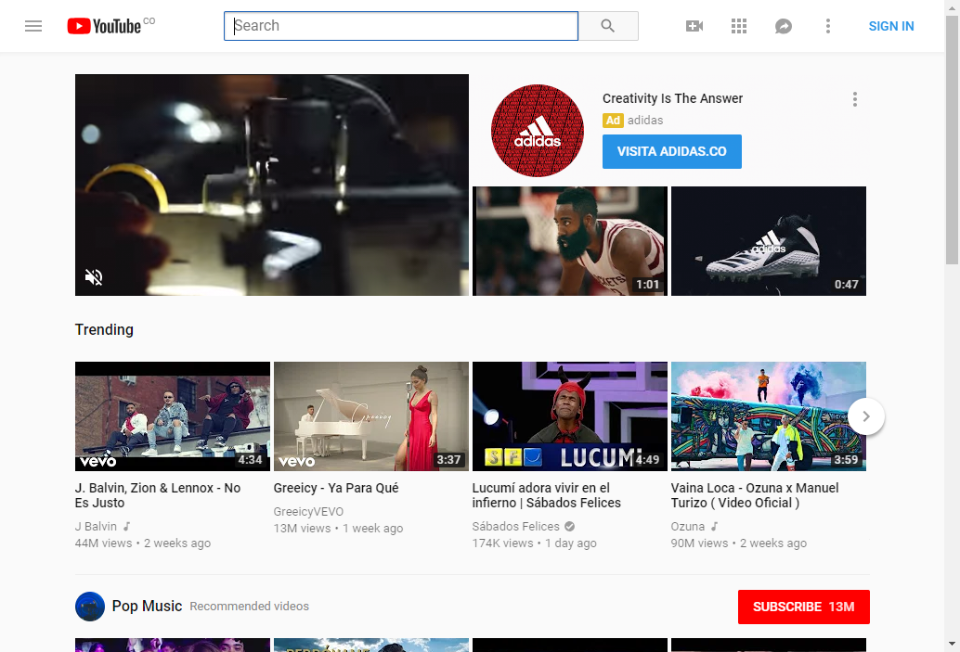 YouTube CO
Search
SIGN IN
Creativity Is The Answer
Ad adidas
VISITA ADIDAS.CO
adidas
1:01
adidas
0:47
Trending
vevo
4:34
Greeicy
vevo
3:37
SF
LUCUMÍ
4:49
3:59
J. Balvin, Zion & Lennox - No
Es Justo
J Balvin
44M views • 2 weeks ago
Greeicy - Ya Para Qué
GreeicyVEVO
13M views • 1 week ago
Lucumí adora vivir en el
infierno | Sábados Felices
Sábados Felices
174K views • 1 day ago
Vaina Loca - Ozuna x Manuel
Turizo ( Video Oficial )
Ozuna
90M views • 2 weeks ago
Pop Music Recommended videos
SUBSCRIBE 13M